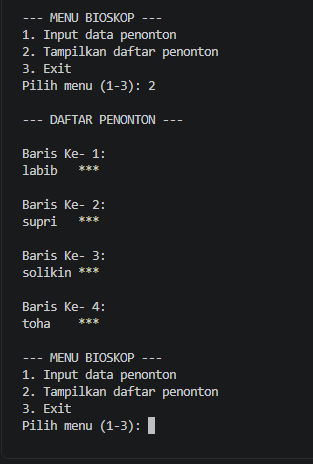 --- MENU BIOSKOP ---
1. Input data penonton
2. Tampilkan daftar penonton
3. Exit
Pilih menu (1-3): 2
--- DAFTAR PENONTON ---
Baris Ke- 1:
labib   ***
Baris Ke- 2:
supri   ***
Baris Ke- 3:
solikin ***
Baris Ke- 4:
toha    ***
--- MENU BIOSKOP ---
1. Input data penonton
2. Tampilkan daftar penonton
3. Exit
Pilih menu (1-3):